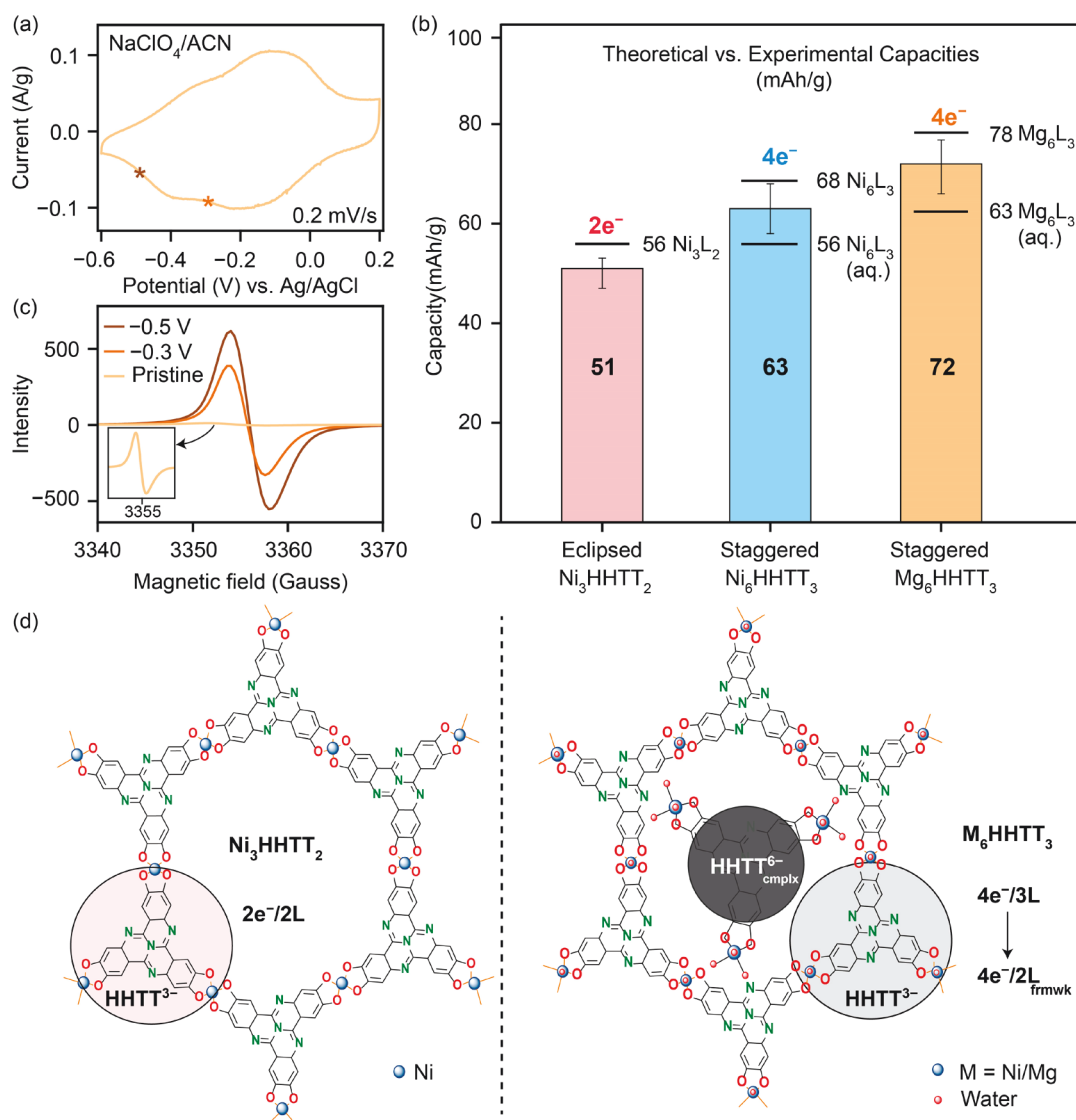 (a)
NaClO₄/ACN
0.1
0.0
−0.1
Current (A/g)
0.2 mV/s
* *
−0.6 −0.4 −0.2 0.0 0.2
Potential (V) vs. Ag/AgCl
(b)
Theoretical vs. Experimental Capacities
(mAh/g)
100
80
60
40
20
0
Capacity(mAh/g)
2e⁻
56 Ni₃L₂
51
4e⁻
68 Ni₆L₃
56 Ni₆L₃
(aq.)
63
4e⁻
78 Mg₆L₃
63 Mg₆L₃
(aq.)
72
Eclipsed
Ni₃HHTT₂
Staggered
Ni₆HHTT₃
Staggered
Mg₆HHTT₃
(c)
−0.5 V
−0.3 V
Pristine
500
0
−500
Intensity
3355
3340 3350 3360 3370
Magnetic field (Gauss)
(d)
Ni₃HHTT₂
2e⁻/2L
HHTT³⁻
Ni
HHTT⁶⁻cmplx
M₆HHTT₃
4e⁻/3L
4e⁻/2Lfrmwk
HHTT³⁻
M = Ni/Mg
Water